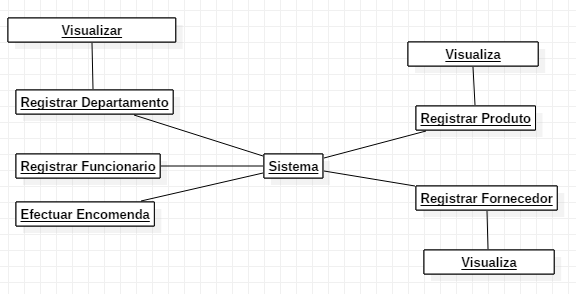 Visualizar
Visualiza
Registrar Departamento
Registrar Produto
Registrar Funcionario
Sistema
Registrar Fornecedor
Efectuar Encomenda
Visualiza